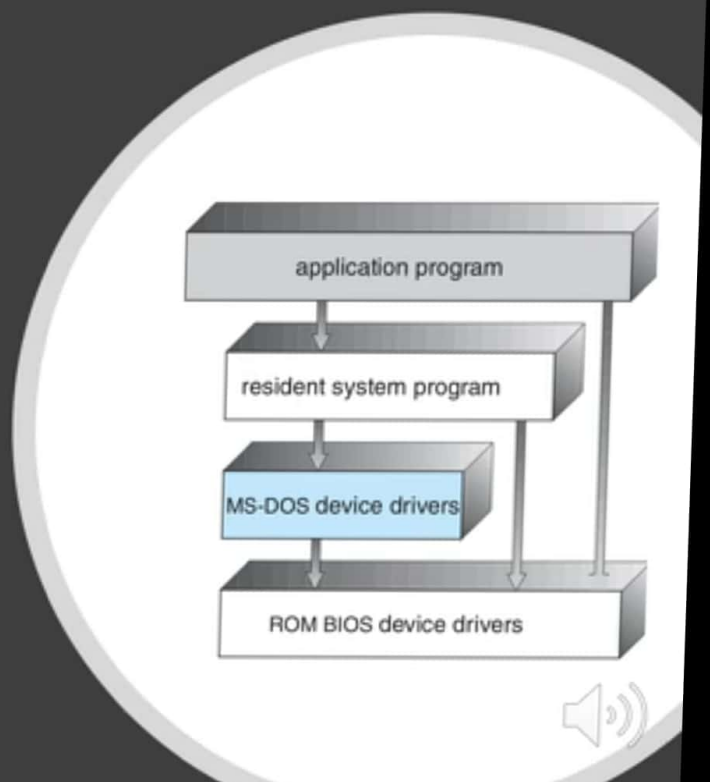 application program
resident system program
MS-DOS device drivers
ROM BIOS device drivers